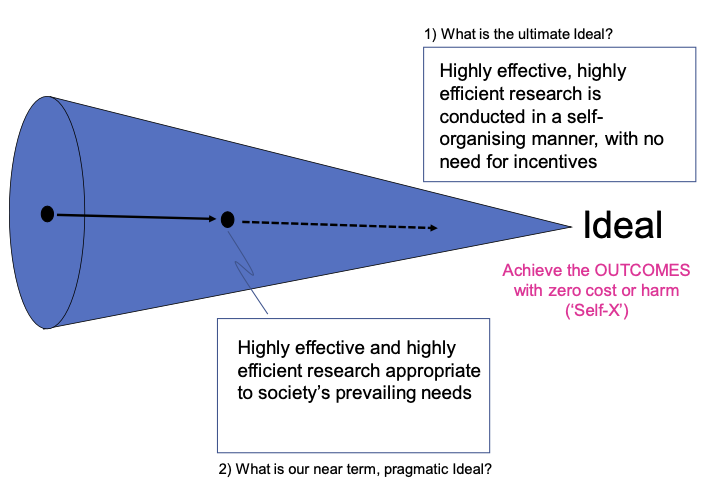 1) What is the ultimate Ideal?
Highly effective, highly
efficient research is
conducted in a self-
organising manner, with no
need for incentives
Ideal
Achieve the OUTCOMES
with zero cost or harm
(‘Self-X’)
Highly effective and highly
efficient research appropriate
to society’s prevailing needs
2) What is our near term, pragmatic Ideal?